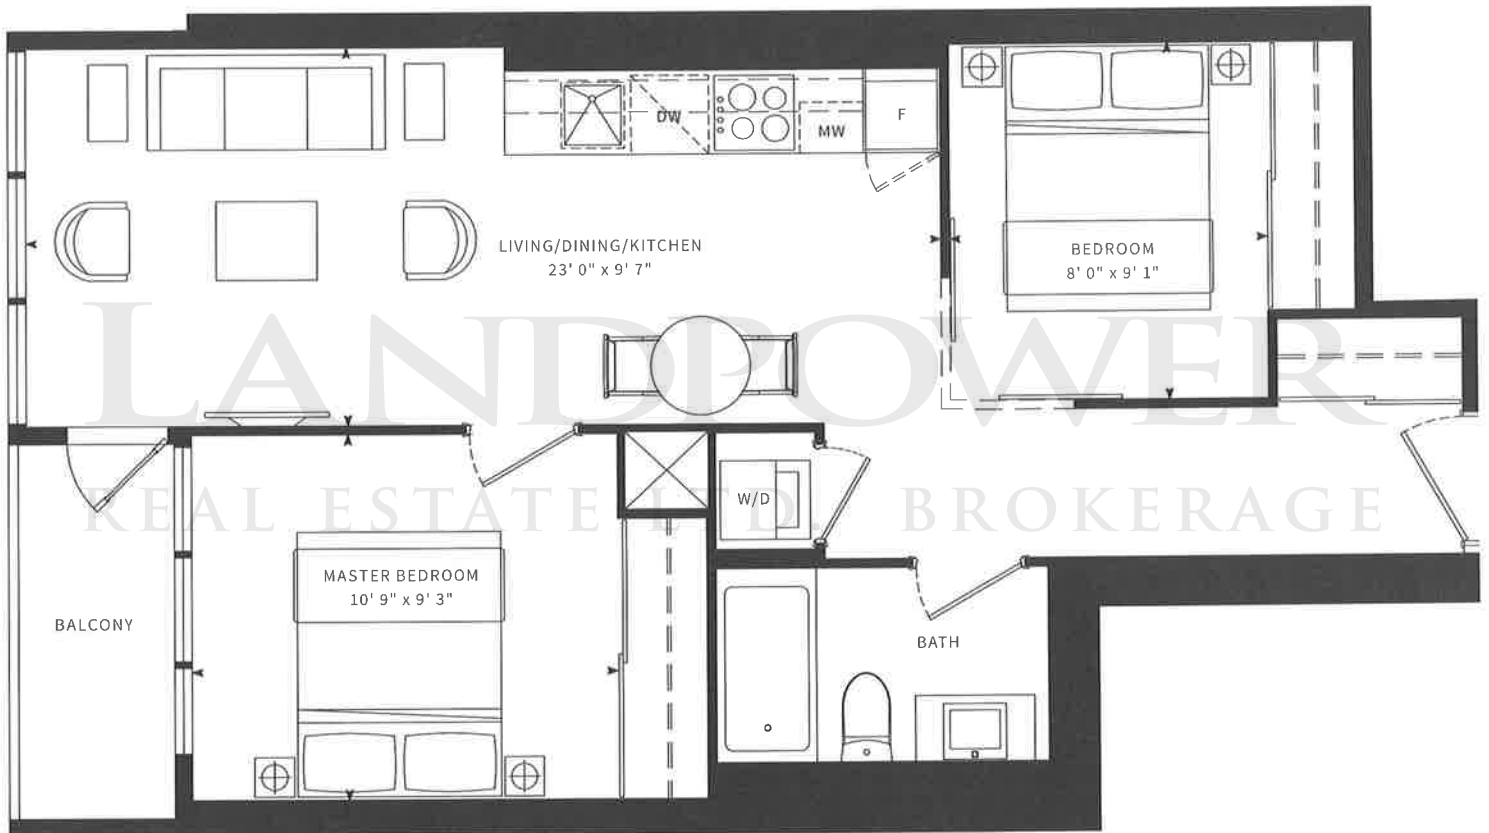 DW
MW
F
LIVING/DINING/KITCHEN
23' 0" x 9' 7"
BEDROOM
8' 0" x 9' 1"
LANDPOWER
REAL ESTATE LTD. BROKERAGE
W/D
MASTER BEDROOM
10' 9" x 9' 3"
BALCONY
BATH